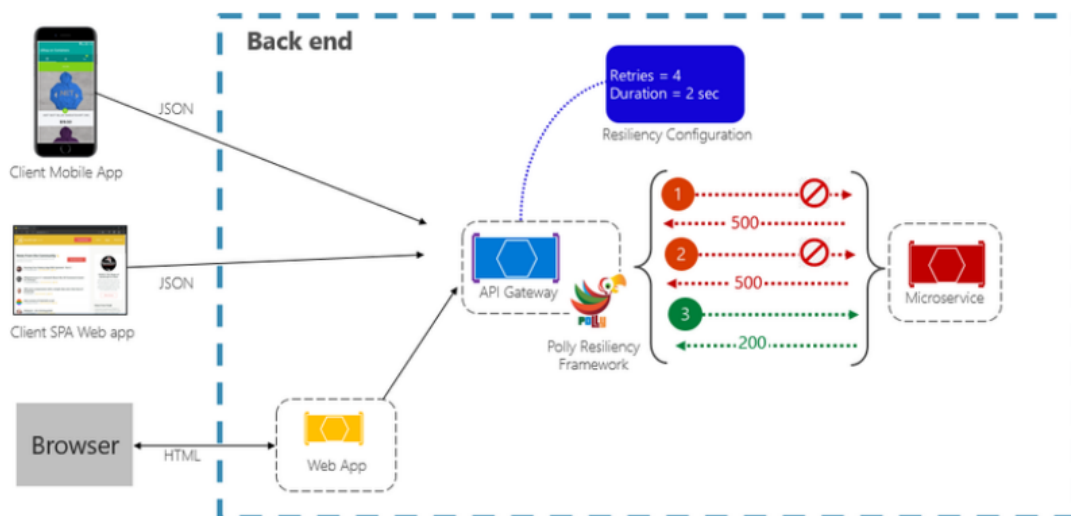 Back end
Retries = 4
Duration = 2 sec
Resiliency Configuration
JSON
Client Mobile App
1
500
2
500
3
200
API Gateway
Polly
Polly Resiliency
Framework
Microservice
JSON
Client SPA Web app
Browser
HTML
Web App